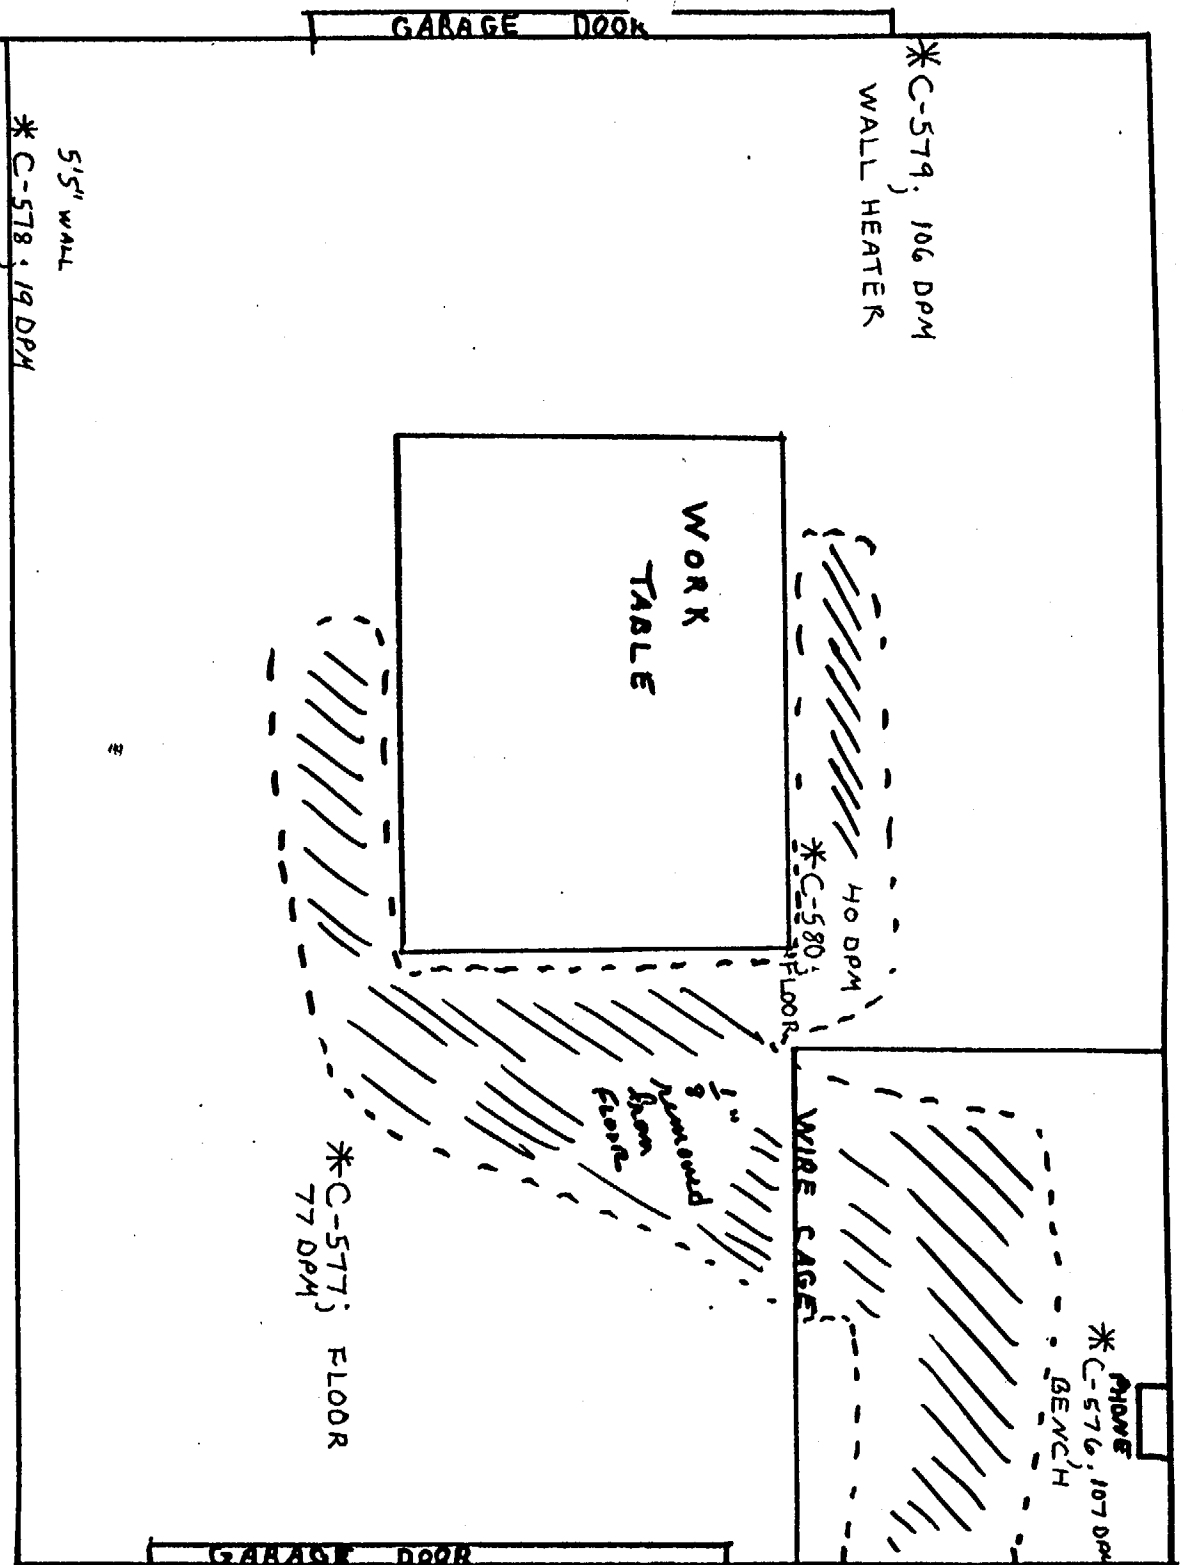 GARAGE DOOR
*C-579; 106 DPM
WALL HEATER
5'5" WALL
*C-578; 19 DPM
WORK
TABLE
40 DPM
*C-580;
FLOOR
1/8"
removed
from
FLOOR
WIRE CAGE
*C-577; FLOOR
77 DPM
PHONE
*C-576; 107 DPM
BENCH
GARAGE DOOR